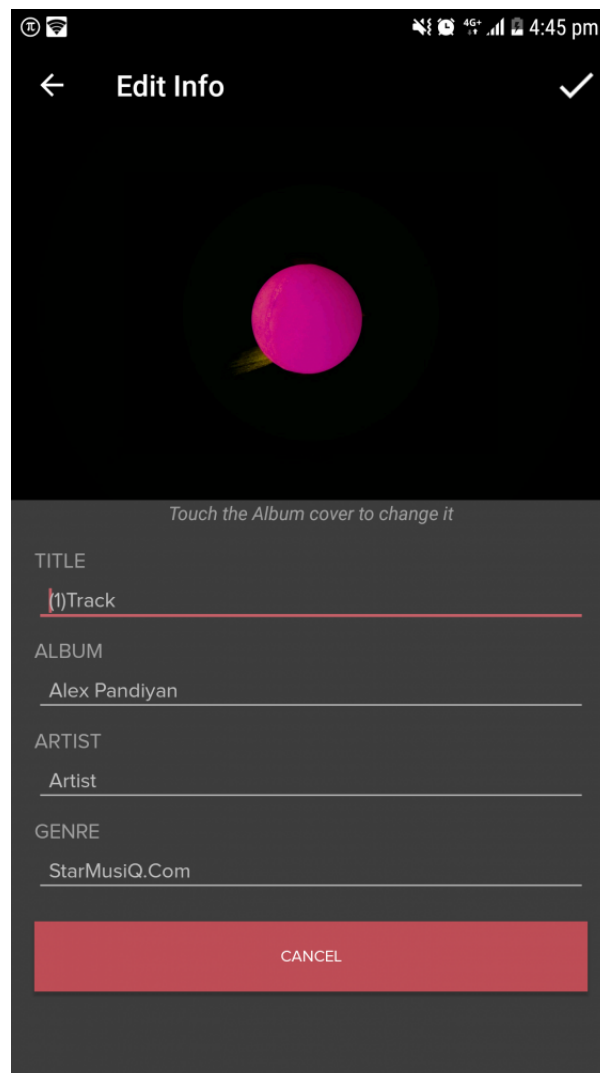 π 4G+ 4:45 pm
Edit Info
Touch the Album cover to change it
TITLE
(1)Track
ALBUM
Alex Pandiyan
ARTIST
Artist
GENRE
StarMusiQ.Com
CANCEL